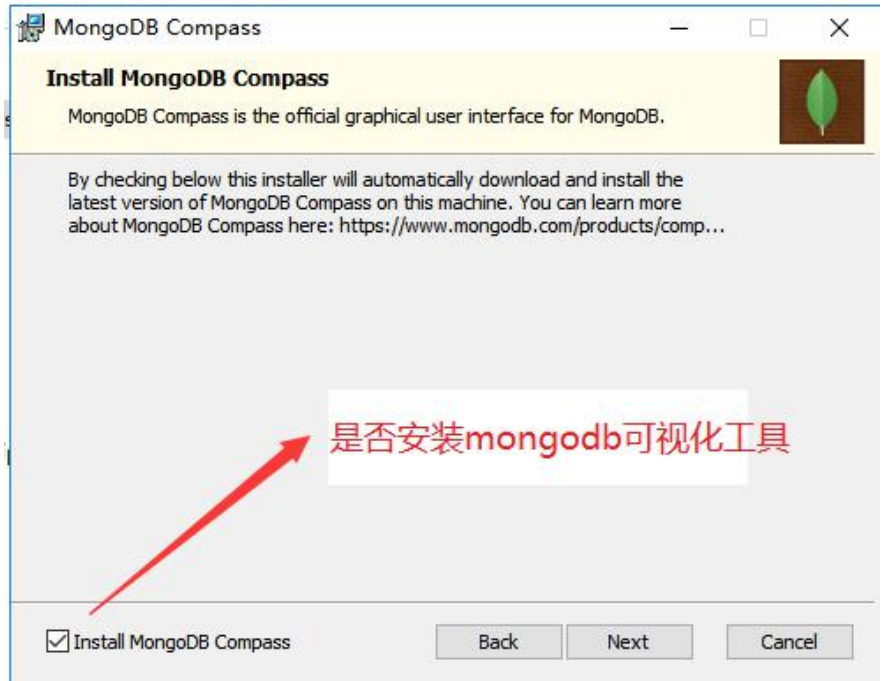 MongoDB Compass
Install MongoDB Compass
MongoDB Compass is the official graphical user interface for MongoDB.
By checking below this installer will automatically download and install the
latest version of MongoDB Compass on this machine. You can learn more
about MongoDB Compass here: https://www.mongodb.com/products/comp...
是否安装mongodb可视化工具
Install MongoDB Compass
Back
Next
Cancel